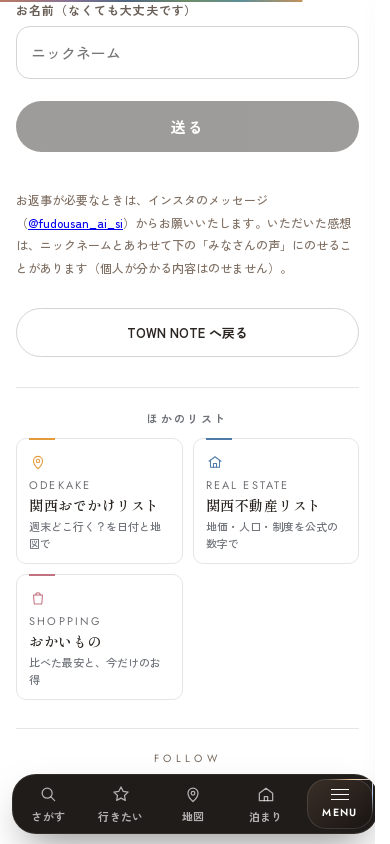 お名前（なくても大丈夫です）
ニックネーム
送る
お返事が必要なときは、インスタのメッセージ
（@fudousan_ai_si）からお願いいたします。いただいた感想
は、ニックネームとあわせて下の「みなさんの声」にのせるこ
とがあります（個人が分かる内容はのせません）。
TOWN NOTE へ戻る
ほかのリスト
ODEKAKE
関西おでかけリスト
週末どこ行く？を日付と地
図で
REAL ESTATE
関西不動産リスト
地価・人口・制度を公式の
数字で
SHOPPING
おかいもの
比べた最安と、今だけのお
得
FOLLOW
さがす
行きたい
地図
泊まり
MENU